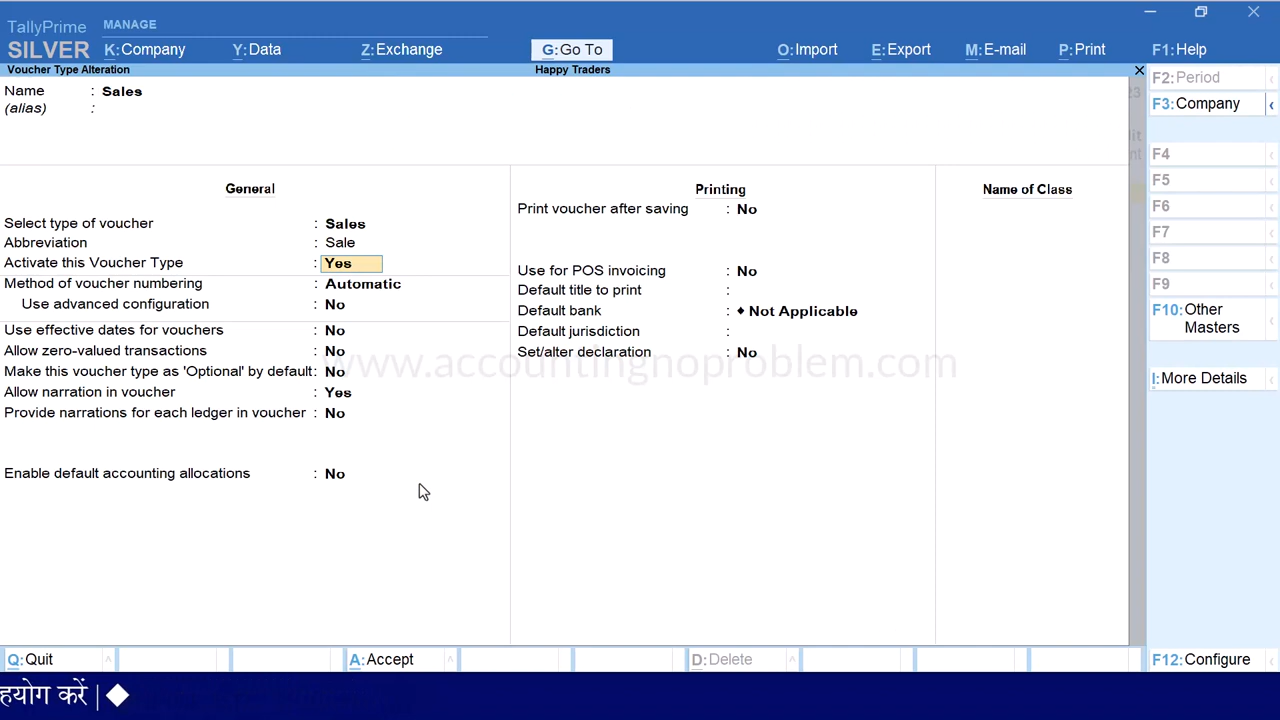 TallyPrime MANAGE
SILVER K:Company Y:Data Z:Exchange G:Go To O:Import E:Export M:E-mail P:Print F1:Help
Voucher Type Alteration Happy Traders
F2:Period
F3:Company
F4
F5
F6
F7
F8
F9
F10:Other Masters
I:More Details
Name : Sales
(alias) :
General
Select type of voucher : Sales
Abbreviation : Sale
Activate this Voucher Type : Yes
Method of voucher numbering : Automatic
Use advanced configuration : No
Use effective dates for vouchers : No
Allow zero-valued transactions : No
Make this voucher type as 'Optional' by default: No
Allow narration in voucher : Yes
Provide narrations for each ledger in voucher : No
Enable default accounting allocations : No
Printing
Print voucher after saving : No
Use for POS invoicing : No
Default title to print :
Default bank : ♦ Not Applicable
Default jurisdiction :
Set/alter declaration : No
Name of Class
www.accountingnoproblem.com
Q:Quit A:Accept D:Delete F12:Configure
हयोग करें | ◆